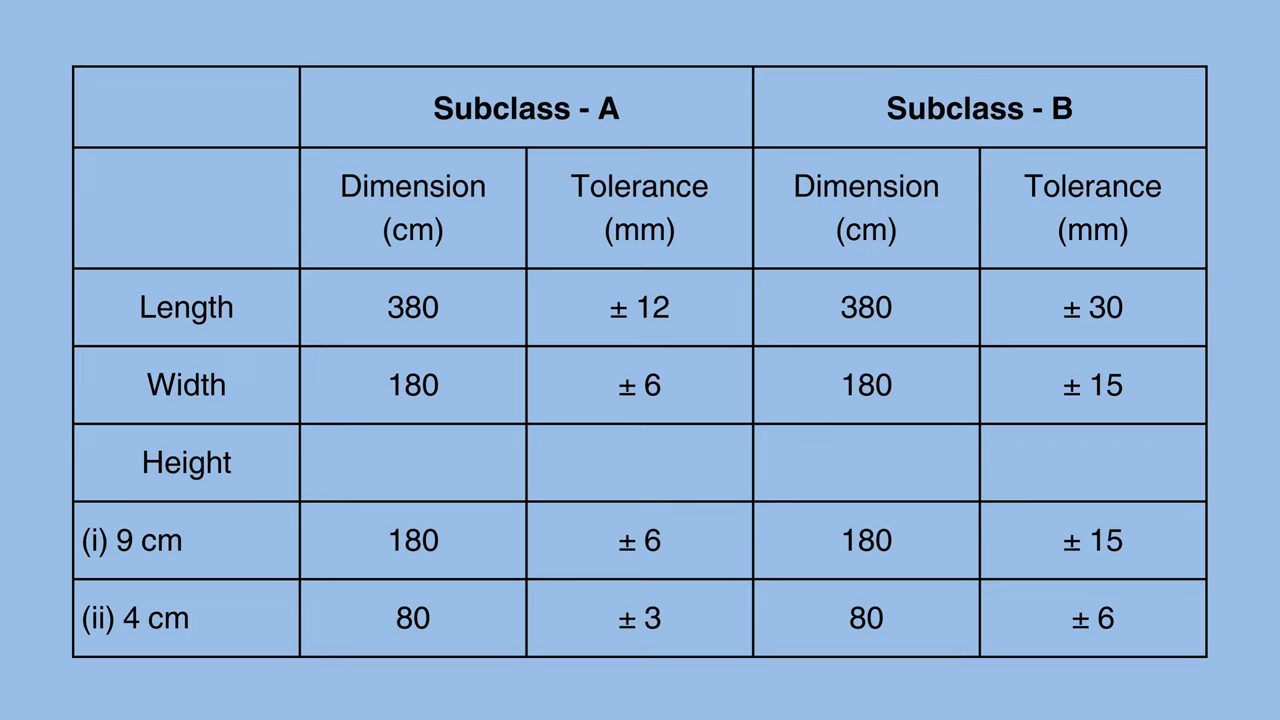 Subclass - A Subclass - B
Dimension Tolerance Dimension Tolerance
(cm) (mm) (cm) (mm)
Length 380 ± 12 380 ± 30
Width 180 ± 6 180 ± 15
Height
(i) 9 cm 180 ± 6 180 ± 15
(ii) 4 cm 80 ± 3 80 ± 6